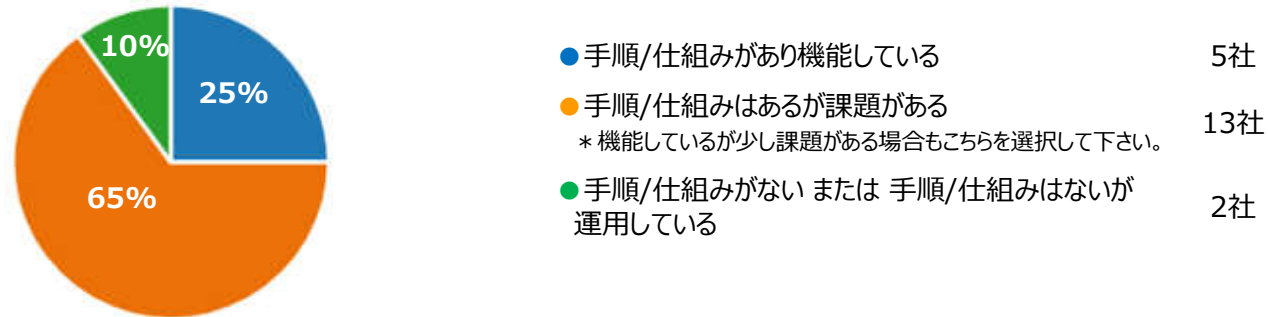 10%
25%
65%
●手順/仕組みがあり機能している 5社
●手順/仕組みはあるが課題がある
＊機能しているが少し課題がある場合もこちらを選択して下さい。 13社
●手順/仕組みがない または 手順/仕組みはないが
運用している 2社